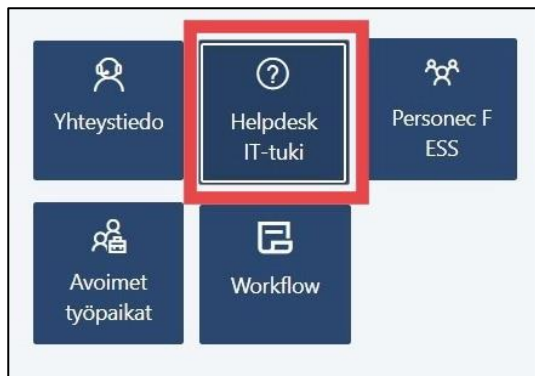 Yhteystiedo
Helpdesk
IT-tuki
Personec F
ESS
Avoimet
työpaikat
Workflow